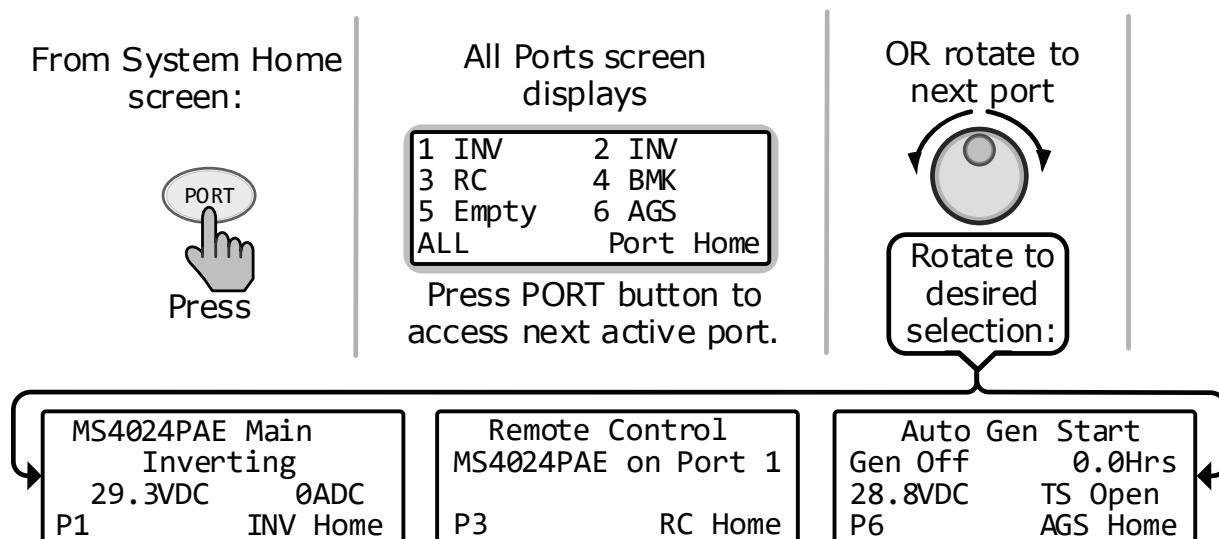 From System Home
screen:
PORT
Press
All Ports screen
displays
1 INV 2 INV
3 RC 4 BMK
5 Empty 6 AGS
ALL Port Home
Press PORT button to
access next active port.
OR rotate to
next port
Rotate to
desired
selection:
MS4024PAE Main
Inverting
29.3VDC 0ADC
P1 INV Home
Remote Control
MS4024PAE on Port 1
P3 RC Home
Auto Gen Start
Gen Off 0.0Hrs
28.8VDC TS Open
P6 AGS Home